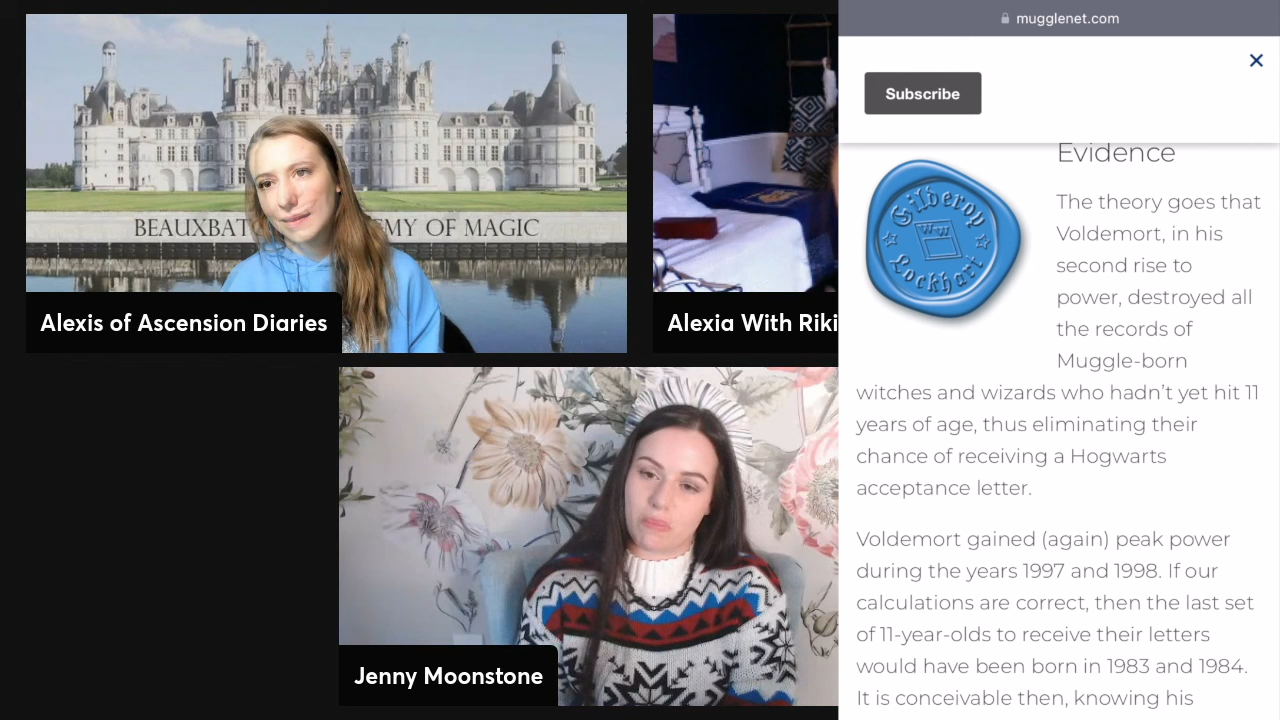 mugglenet.com
Subscribe
Evidence
Gilderoy
WW
Lockhart
The theory goes that
Voldemort, in his
second rise to
power, destroyed all
the records of
Muggle-born
witches and wizards who hadn’t yet hit 11
years of age, thus eliminating their
chance of receiving a Hogwarts
acceptance letter.
Voldemort gained (again) peak power
during the years 1997 and 1998. If our
calculations are correct, then the last set
of 11-year-olds to receive their letters
would have been born in 1983 and 1984.
It is conceivable then, knowing his
BEAUXBAT MY OF MAGIC
Alexis of Ascension Diaries
Alexia With Riki
Jenny Moonstone